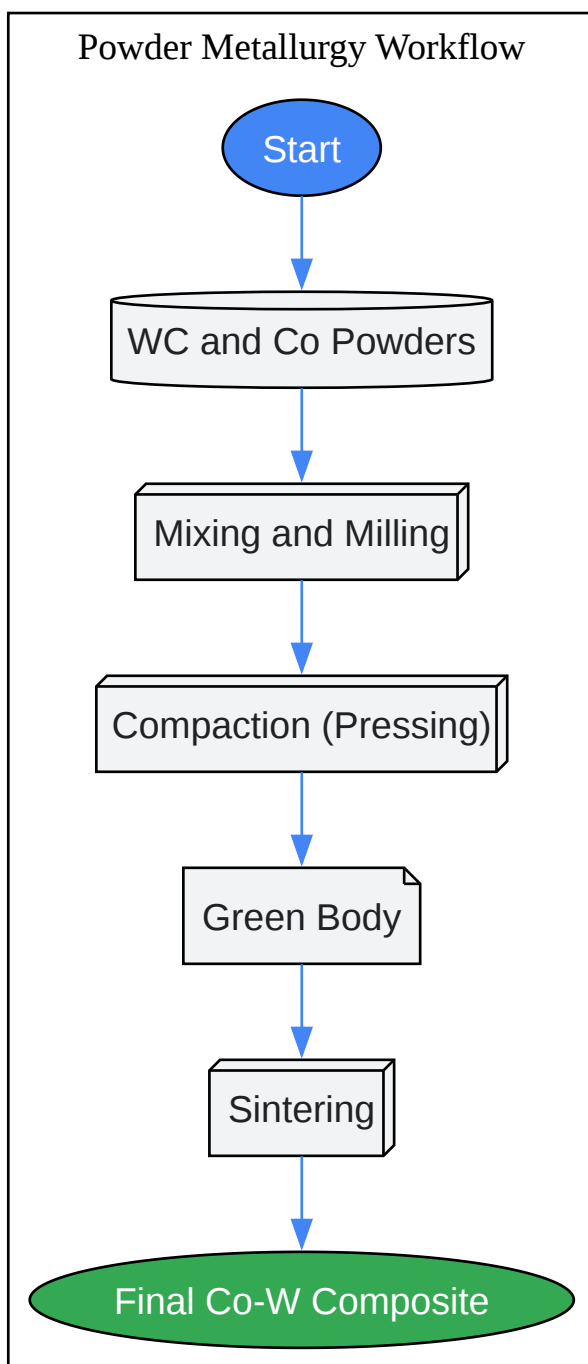 Powder Metallurgy Workflow
Start
WC and Co Powders
Mixing and Milling
Compaction (Pressing)
Green Body
Sintering
Final Co-W Composite